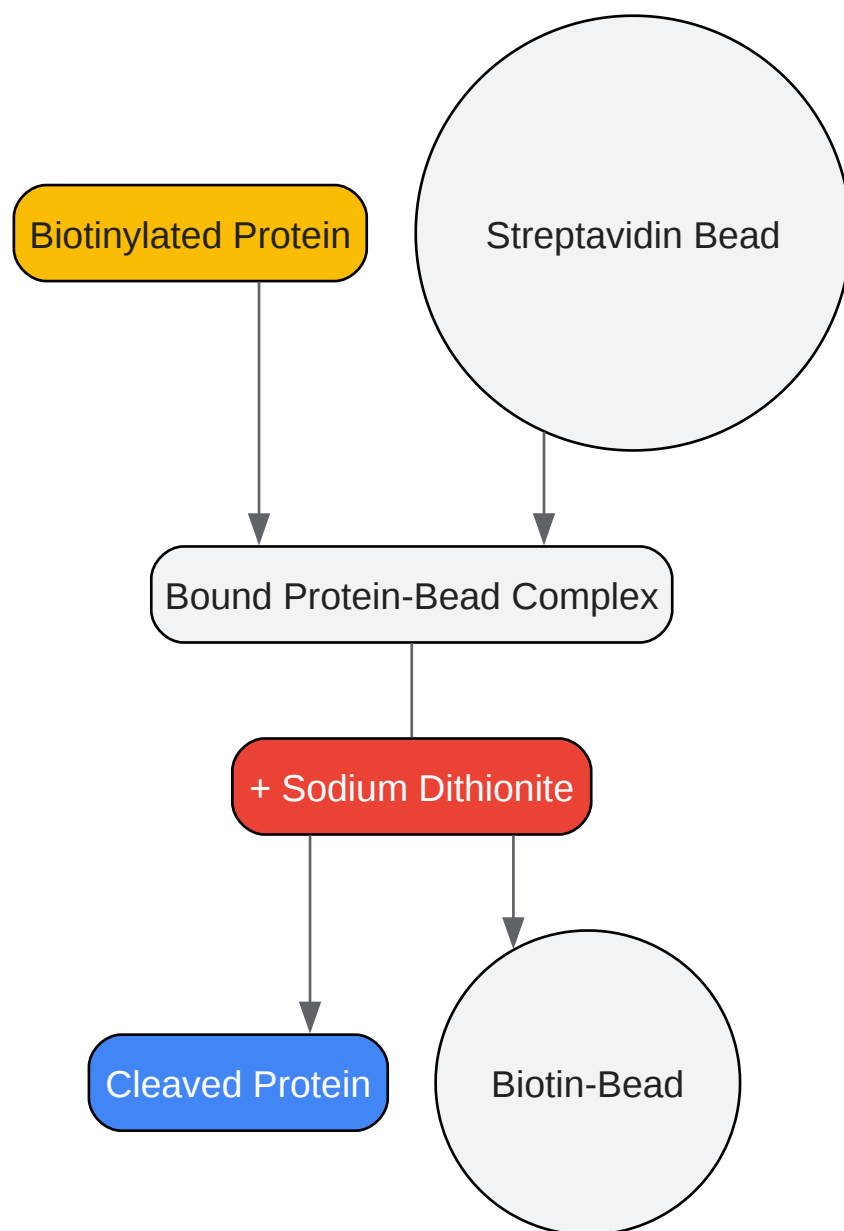 Biotinylated Protein
Streptavidin Bead
Bound Protein-Bead Complex
+ Sodium Dithionite
Cleaved Protein
Biotin-Bead